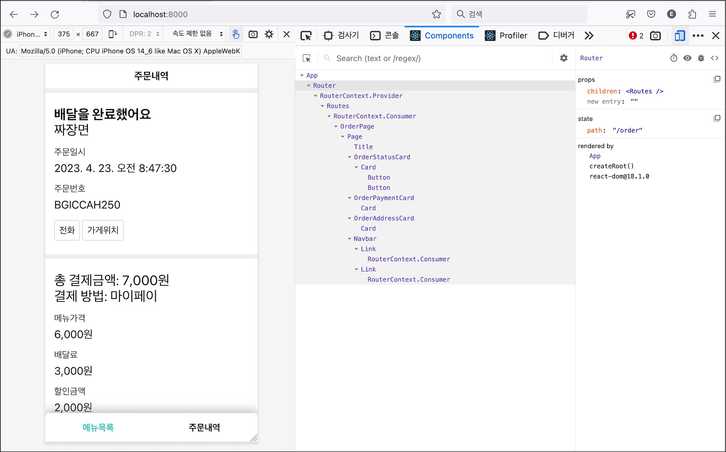 localhost:8000
검색
iPhon...
375 × 667
DPR: 2
속도 제한 없음
UA: Mozilla/5.0 (iPhone; CPU iPhone OS 14_6 like Mac OS X) AppleWebK
검사기
콘솔
Components
Profiler
디버거
2
Search (text or /regex/)
주문내역
배달을 완료했어요
짜장면
주문일시
2023. 4. 23. 오전 8:47:30
주문번호
BGICCAH250
전화
가게위치
총 결제금액: 7,000원
결제 방법: 마이페이
메뉴가격
6,000원
배달료
3,000원
할인금액
2,000원
메뉴목록
주문내역
App
Router
RouterContext.Provider
Routes
RouterContext.Consumer
OrderPage
Page
Title
OrderStatusCard
Card
Button
Button
OrderPaymentCard
Card
OrderAddressCard
Card
Navbar
Link
RouterContext.Consumer
Link
RouterContext.Consumer
Router
props
children: <Routes />
new entry: ""
state
path: "/order"
rendered by
App
createRoot()
react-dom@18.1.0